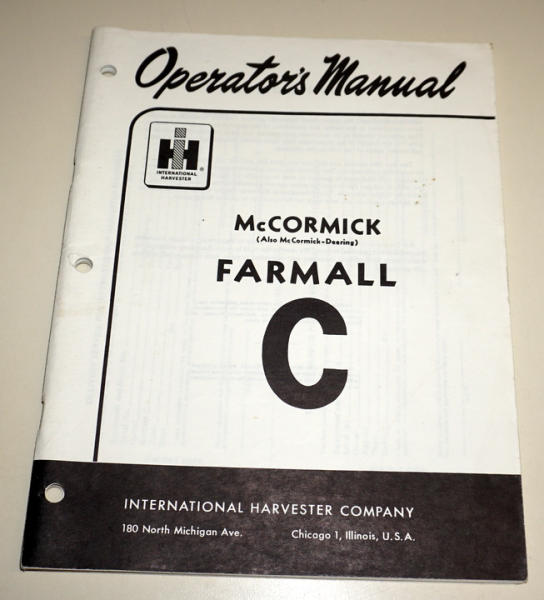 Operator's Manual
IH ®
INTERNATIONAL
HARVESTER
McCORMICK
(Also McCormick-Deering)
FARMALL
C
INTERNATIONAL HARVESTER COMPANY
180 North Michigan Ave. Chicago 1, Illinois, U.S.A.